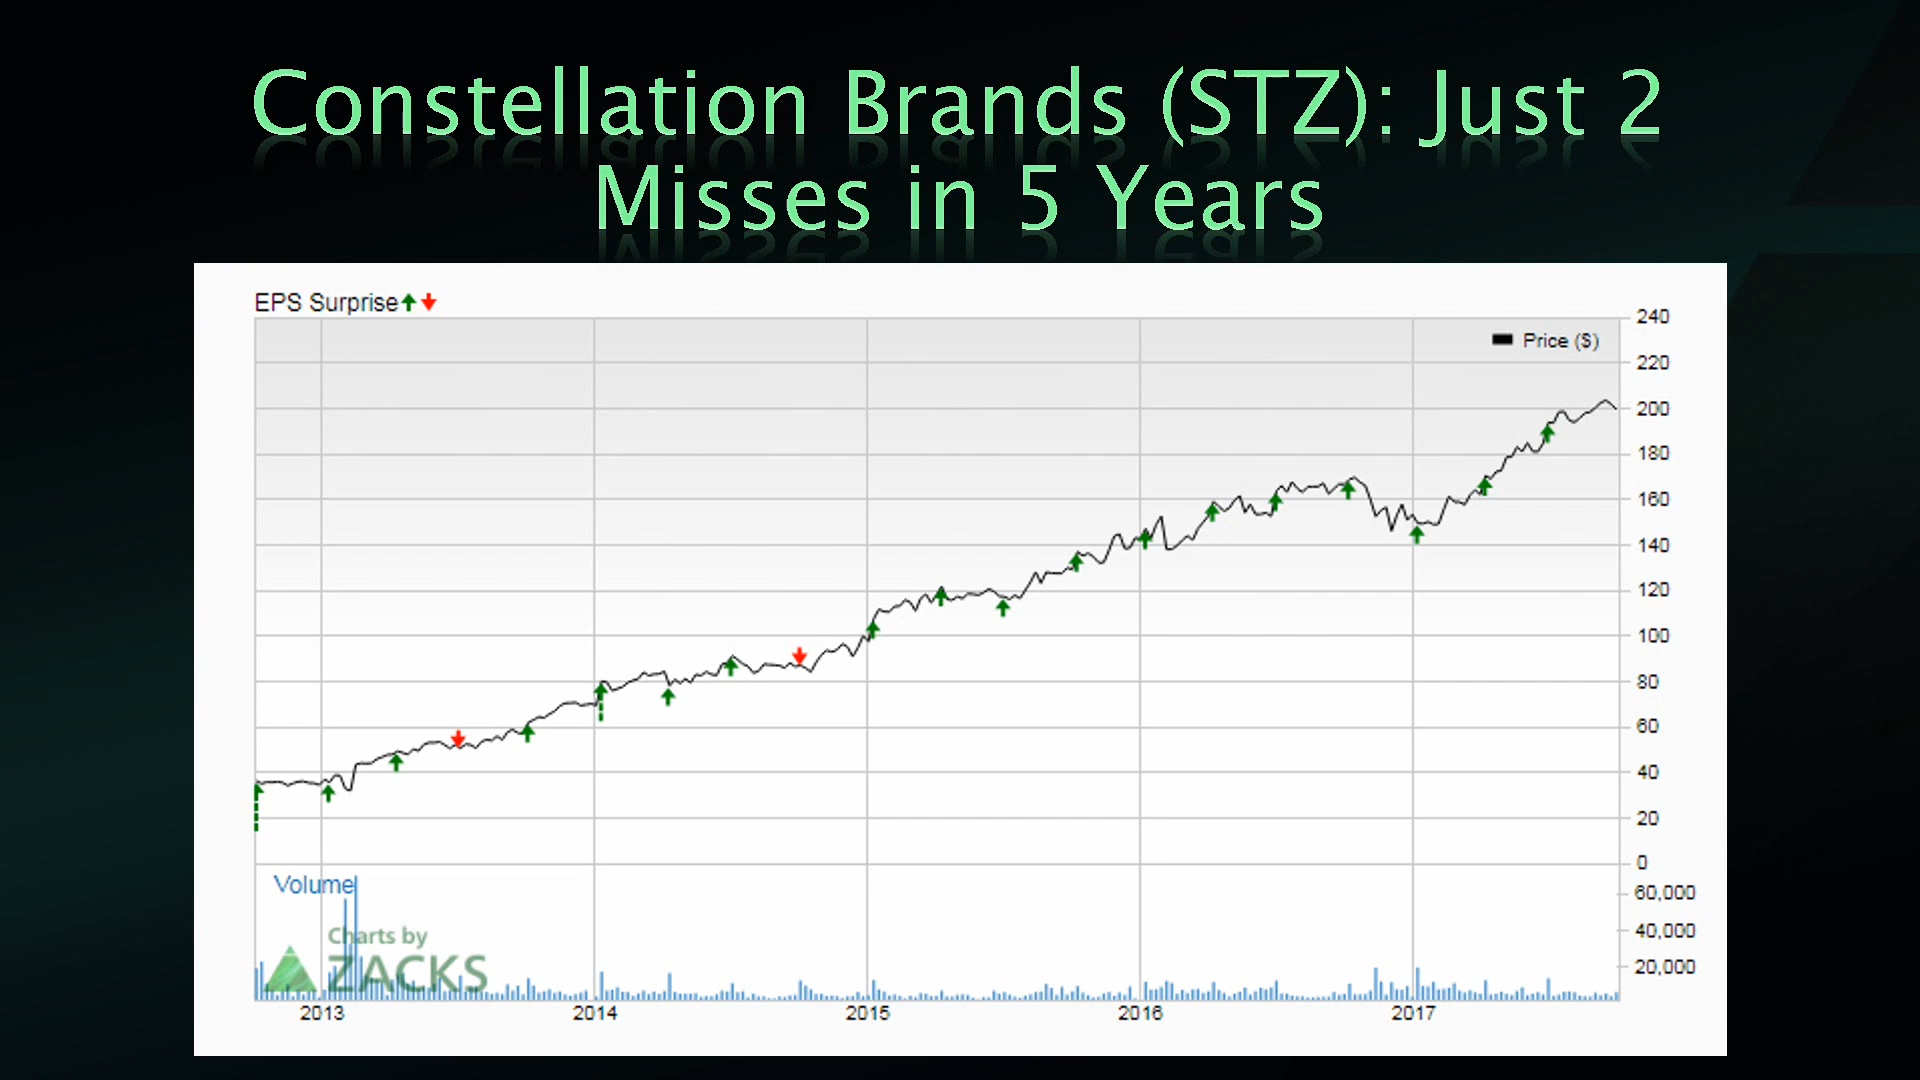 Constellation Brands (STZ): Just 2
Misses in 5 Years
EPS Surprise
Price ($)
240
220
200
180
160
140
120
100
80
60
40
20
0
Volume
60,000
40,000
20,000
Charts by
ZACKS
2013 2014 2015 2016 2017